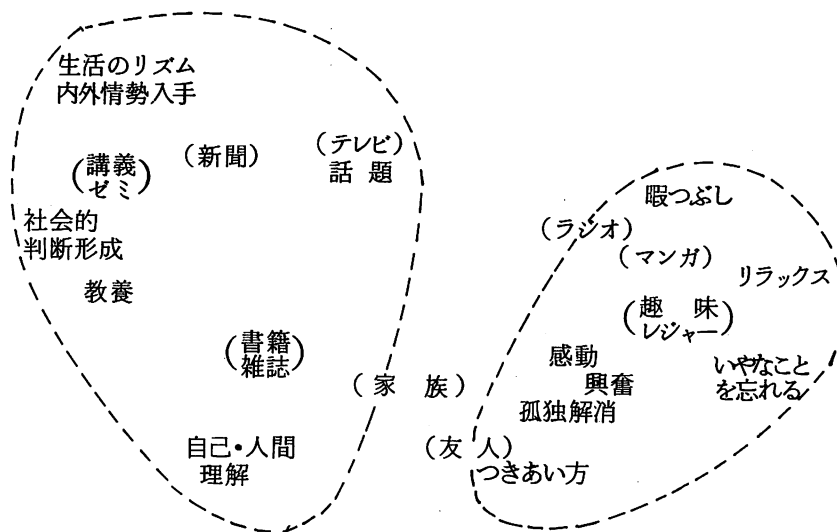 生活のリズム
内外情勢入手
(講義
ゼミ)
(新聞)
(テレビ)
話題
社会的
判断形成
教養
(書籍
雑誌)
(家族)
自己・人間
理解
(友人)
つきあい方
暇つぶし
(ラジオ)
(マンガ)
リラックス
(趣味
レジャー)
感動
興奮
孤独解消
いやなこと
を忘れる